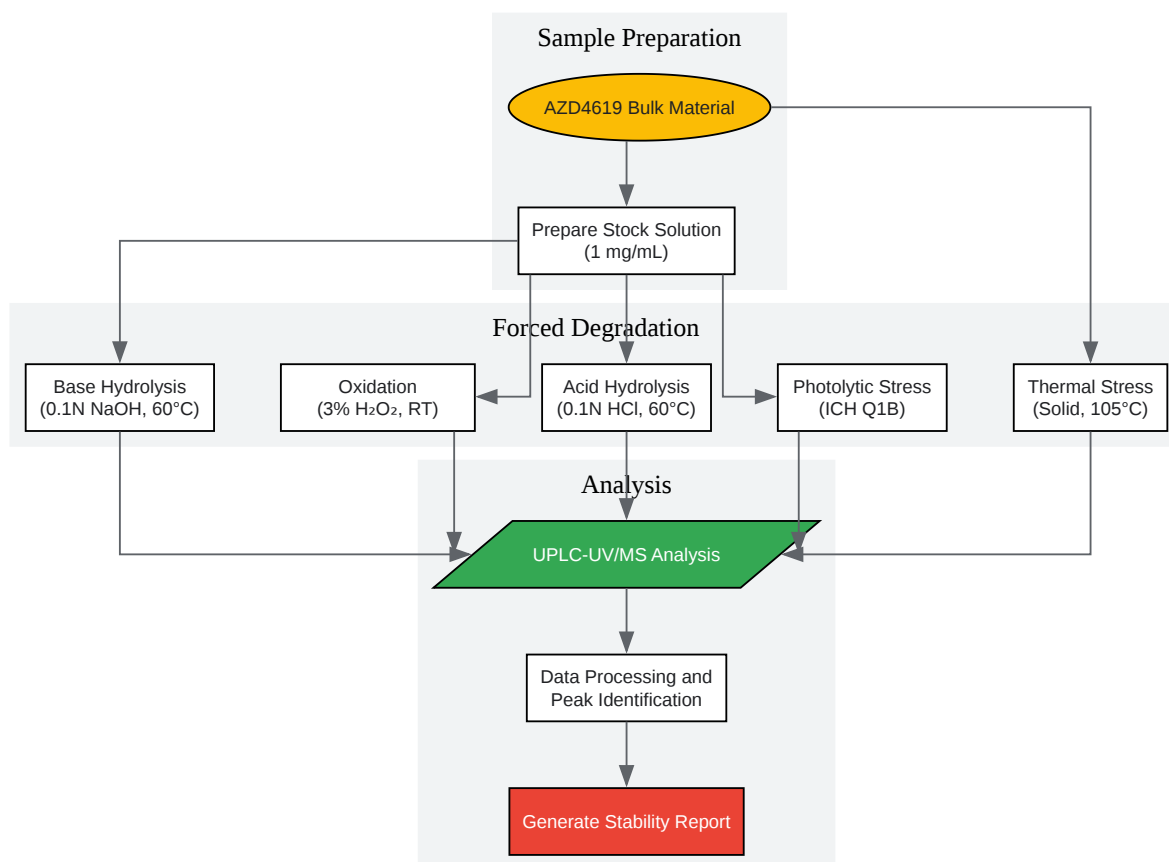 Sample Preparation
AZD4619 Bulk Material
Prepare Stock Solution
(1 mg/mL)
Forced Degradation
Base Hydrolysis
(0.1N NaOH, 60°C)
Oxidation
(3% H₂O₂, RT)
Acid Hydrolysis
(0.1N HCl, 60°C)
Photolytic Stress
(ICH Q1B)
Thermal Stress
(Solid, 105°C)
Analysis
UPLC-UV/MS Analysis
Data Processing and
Peak Identification
Generate Stability Report